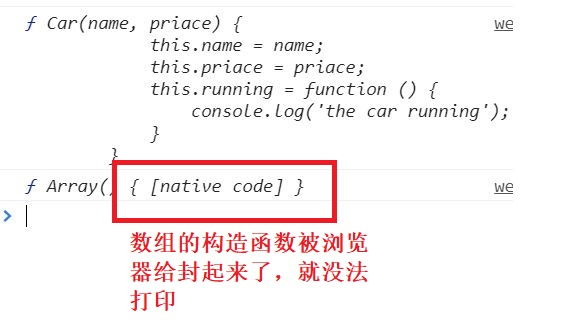 ƒ Car(name, priace) { we
this.name = name;
this.priace = priace;
this.running = function () {
console.log('the car running');
}
}
ƒ Array() { [native code] } we
>
数组的构造函数被浏览
器给封起来了，就没法
打印